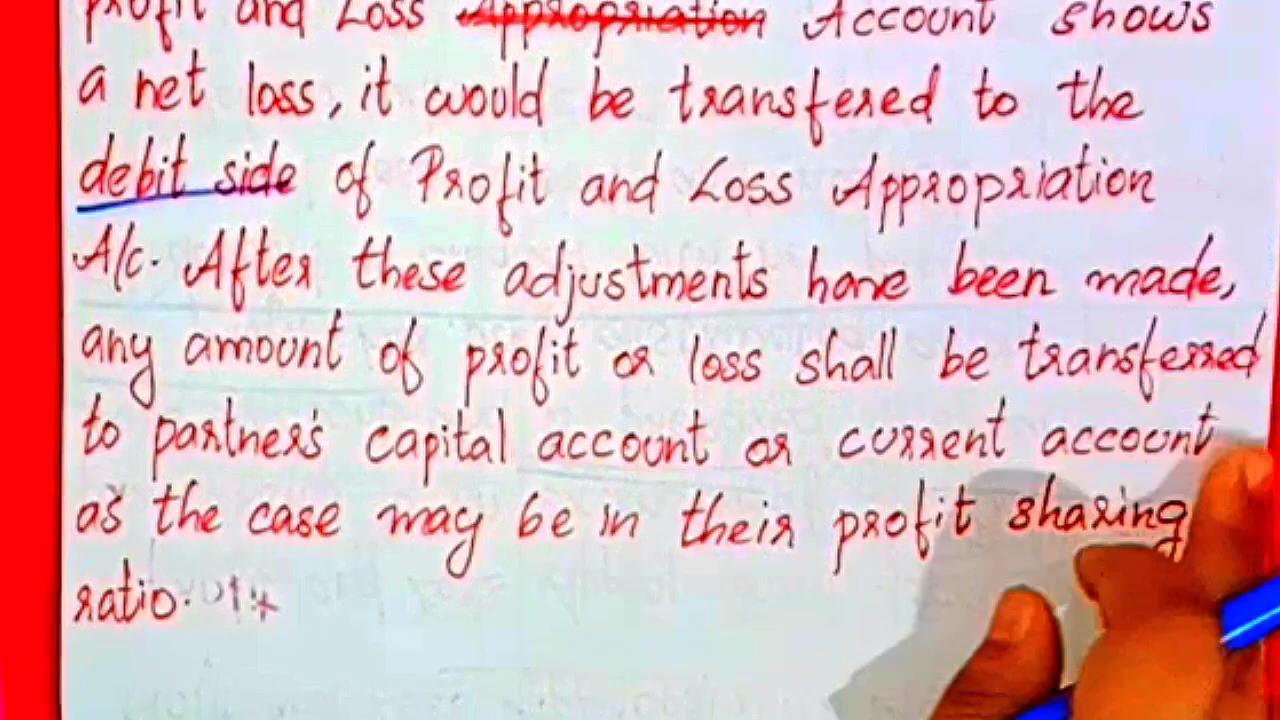 profit and Loss Appropriation Account shows
a net loss, it would be transfered to the
debit side of Profit and Loss Appropriation
A/c. After these adjustments have been made,
any amount of profit or loss shall be transferred
to partner's capital account or current account
as the case may be in their profit sharing
ratio.